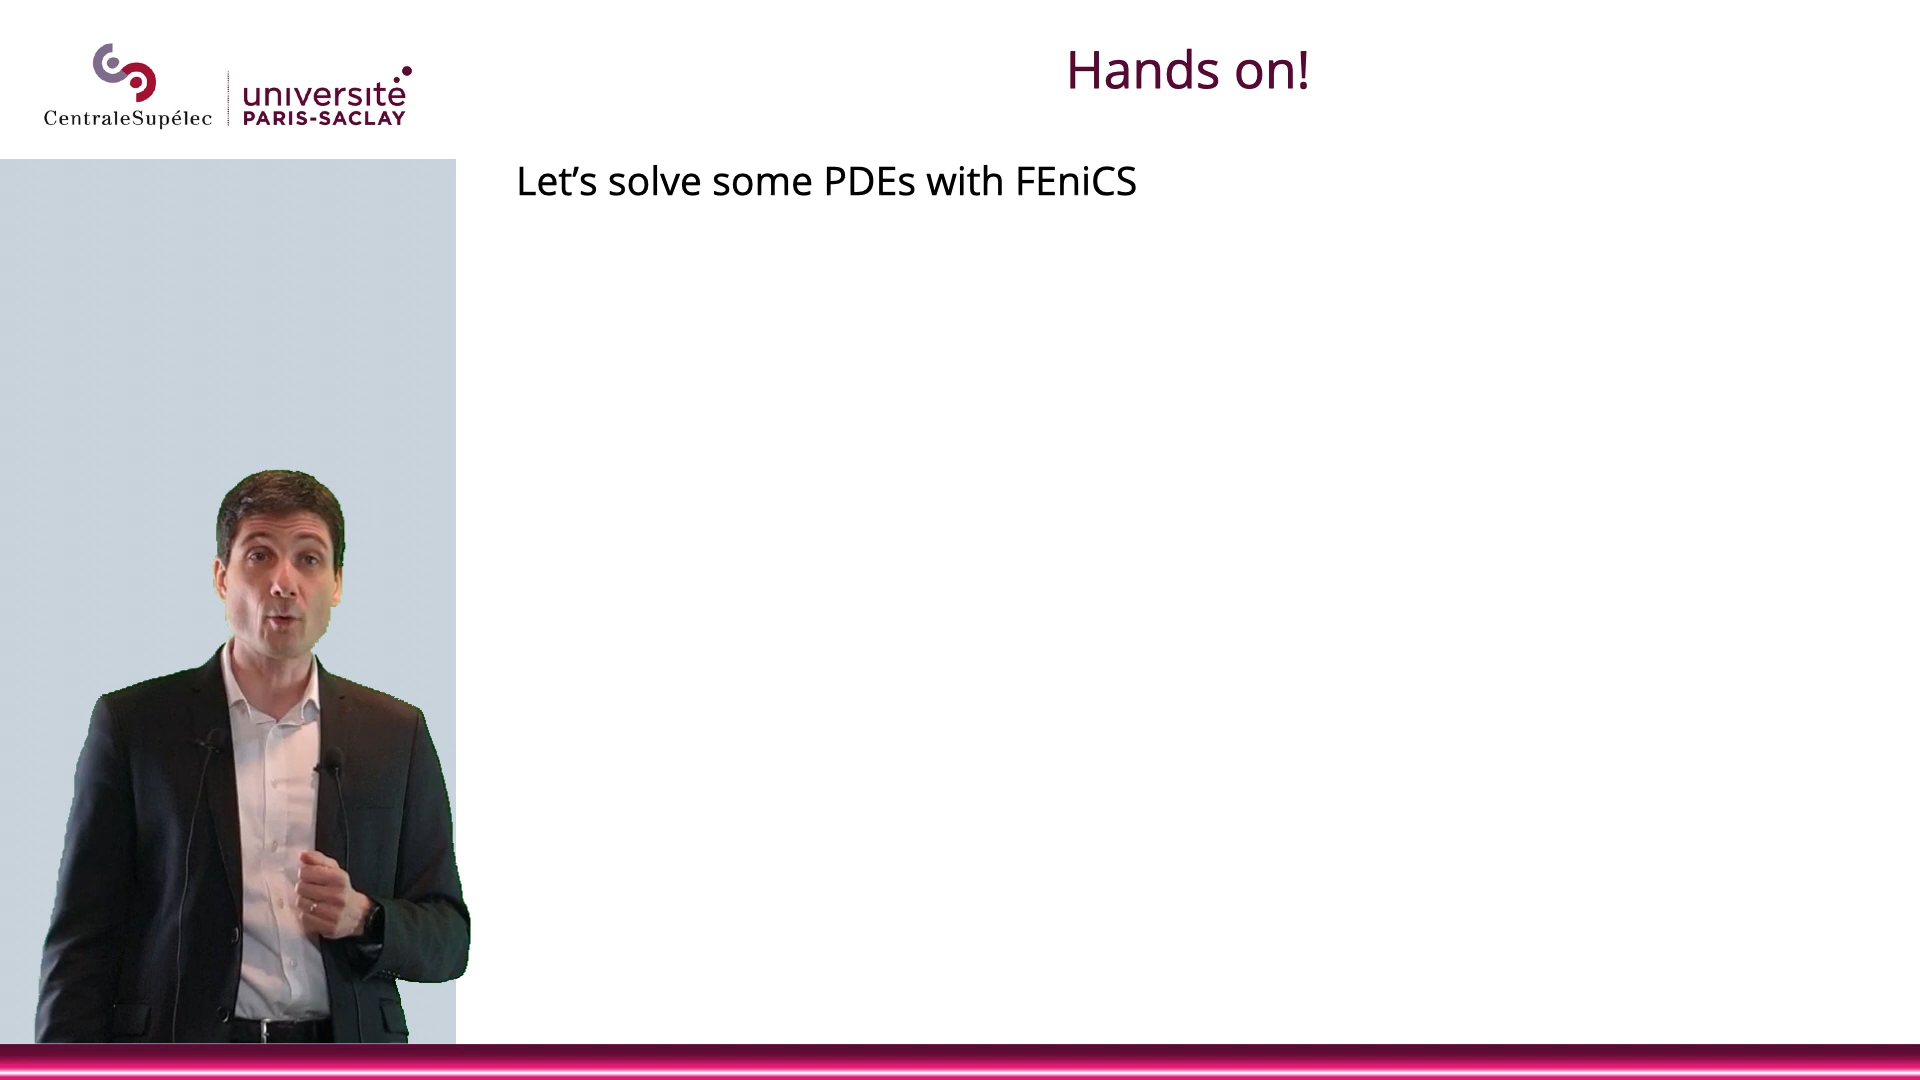 Hands on!
CentraleSupélec
université
PARIS-SACLAY
Let’s solve some PDEs with FEniCS